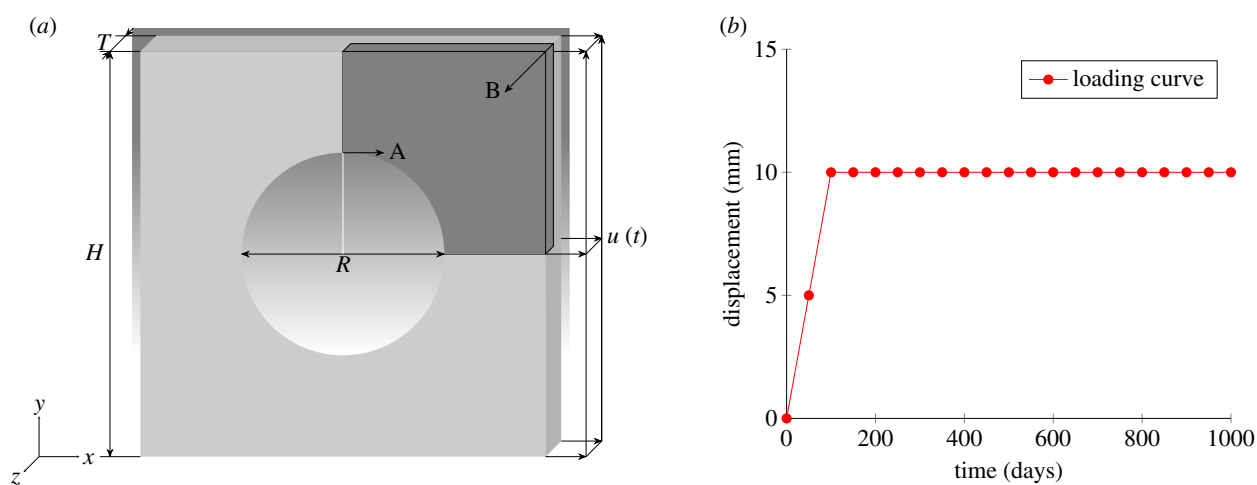 (a)
T
B
A
H
R
u (t)
y
x
z
(b)
15
10
5
0
displacement (mm)
loading curve
0 200 400 600 800 1000
time (days)